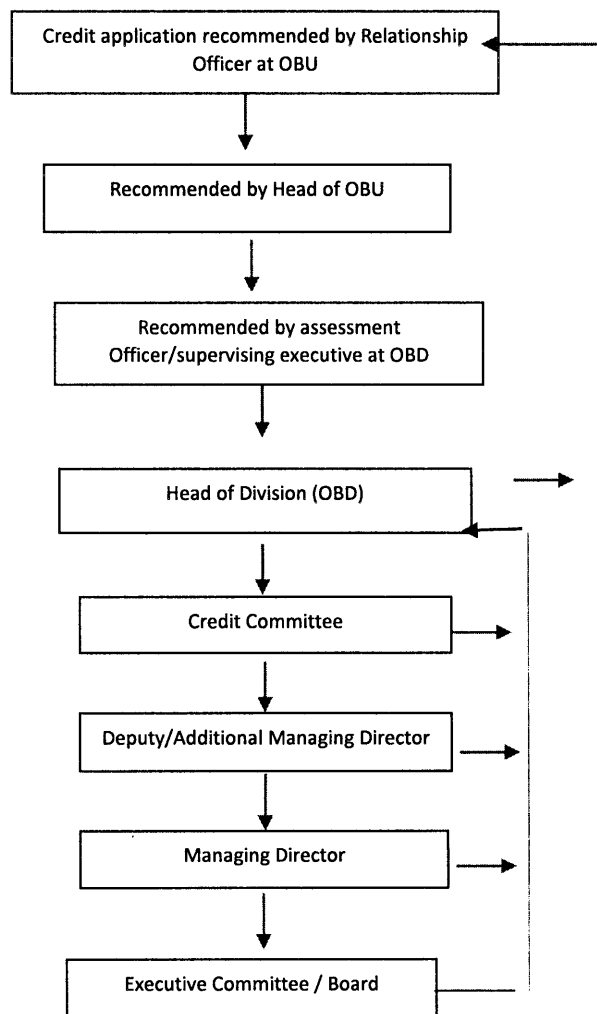 Credit application recommended by Relationship
Officer at OBU
Recommended by Head of OBU
Recommended by assessment
Officer/supervising executive at OBD
Head of Division (OBD)
Credit Committee
Deputy/Additional Managing Director
Managing Director
Executive Committee / Board